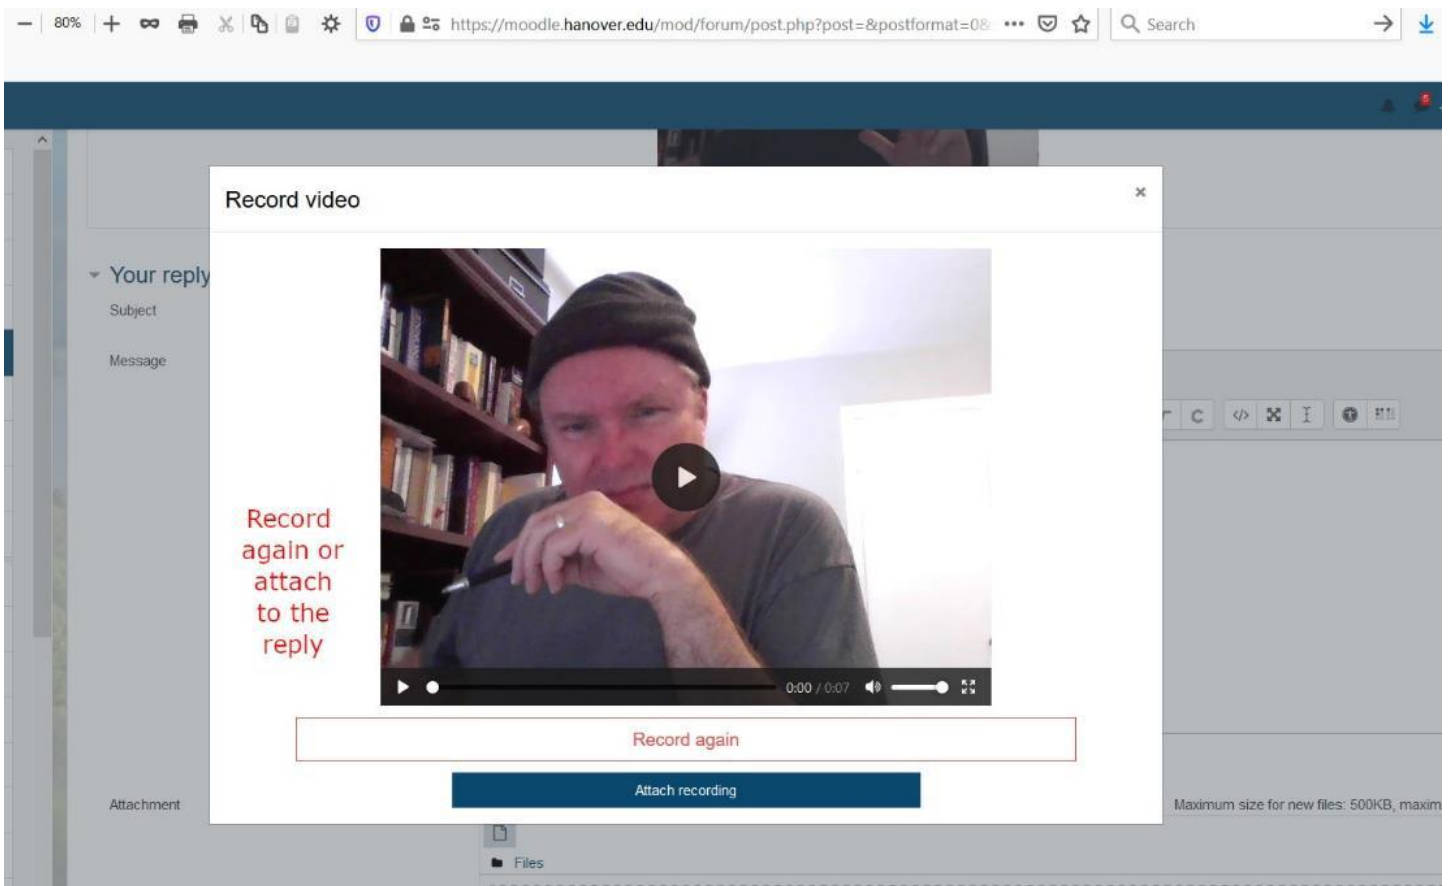 80%
https://moodle.hanover.edu/mod/forum/post.php?post=&postformat=0&
Search
5
Record video
Your reply
Subject
Message
Record
again or
attach
to the
reply
0:00 / 0:07
Record again
Attach recording
Attachment
Maximum size for new files: 500KB, maxim
Files